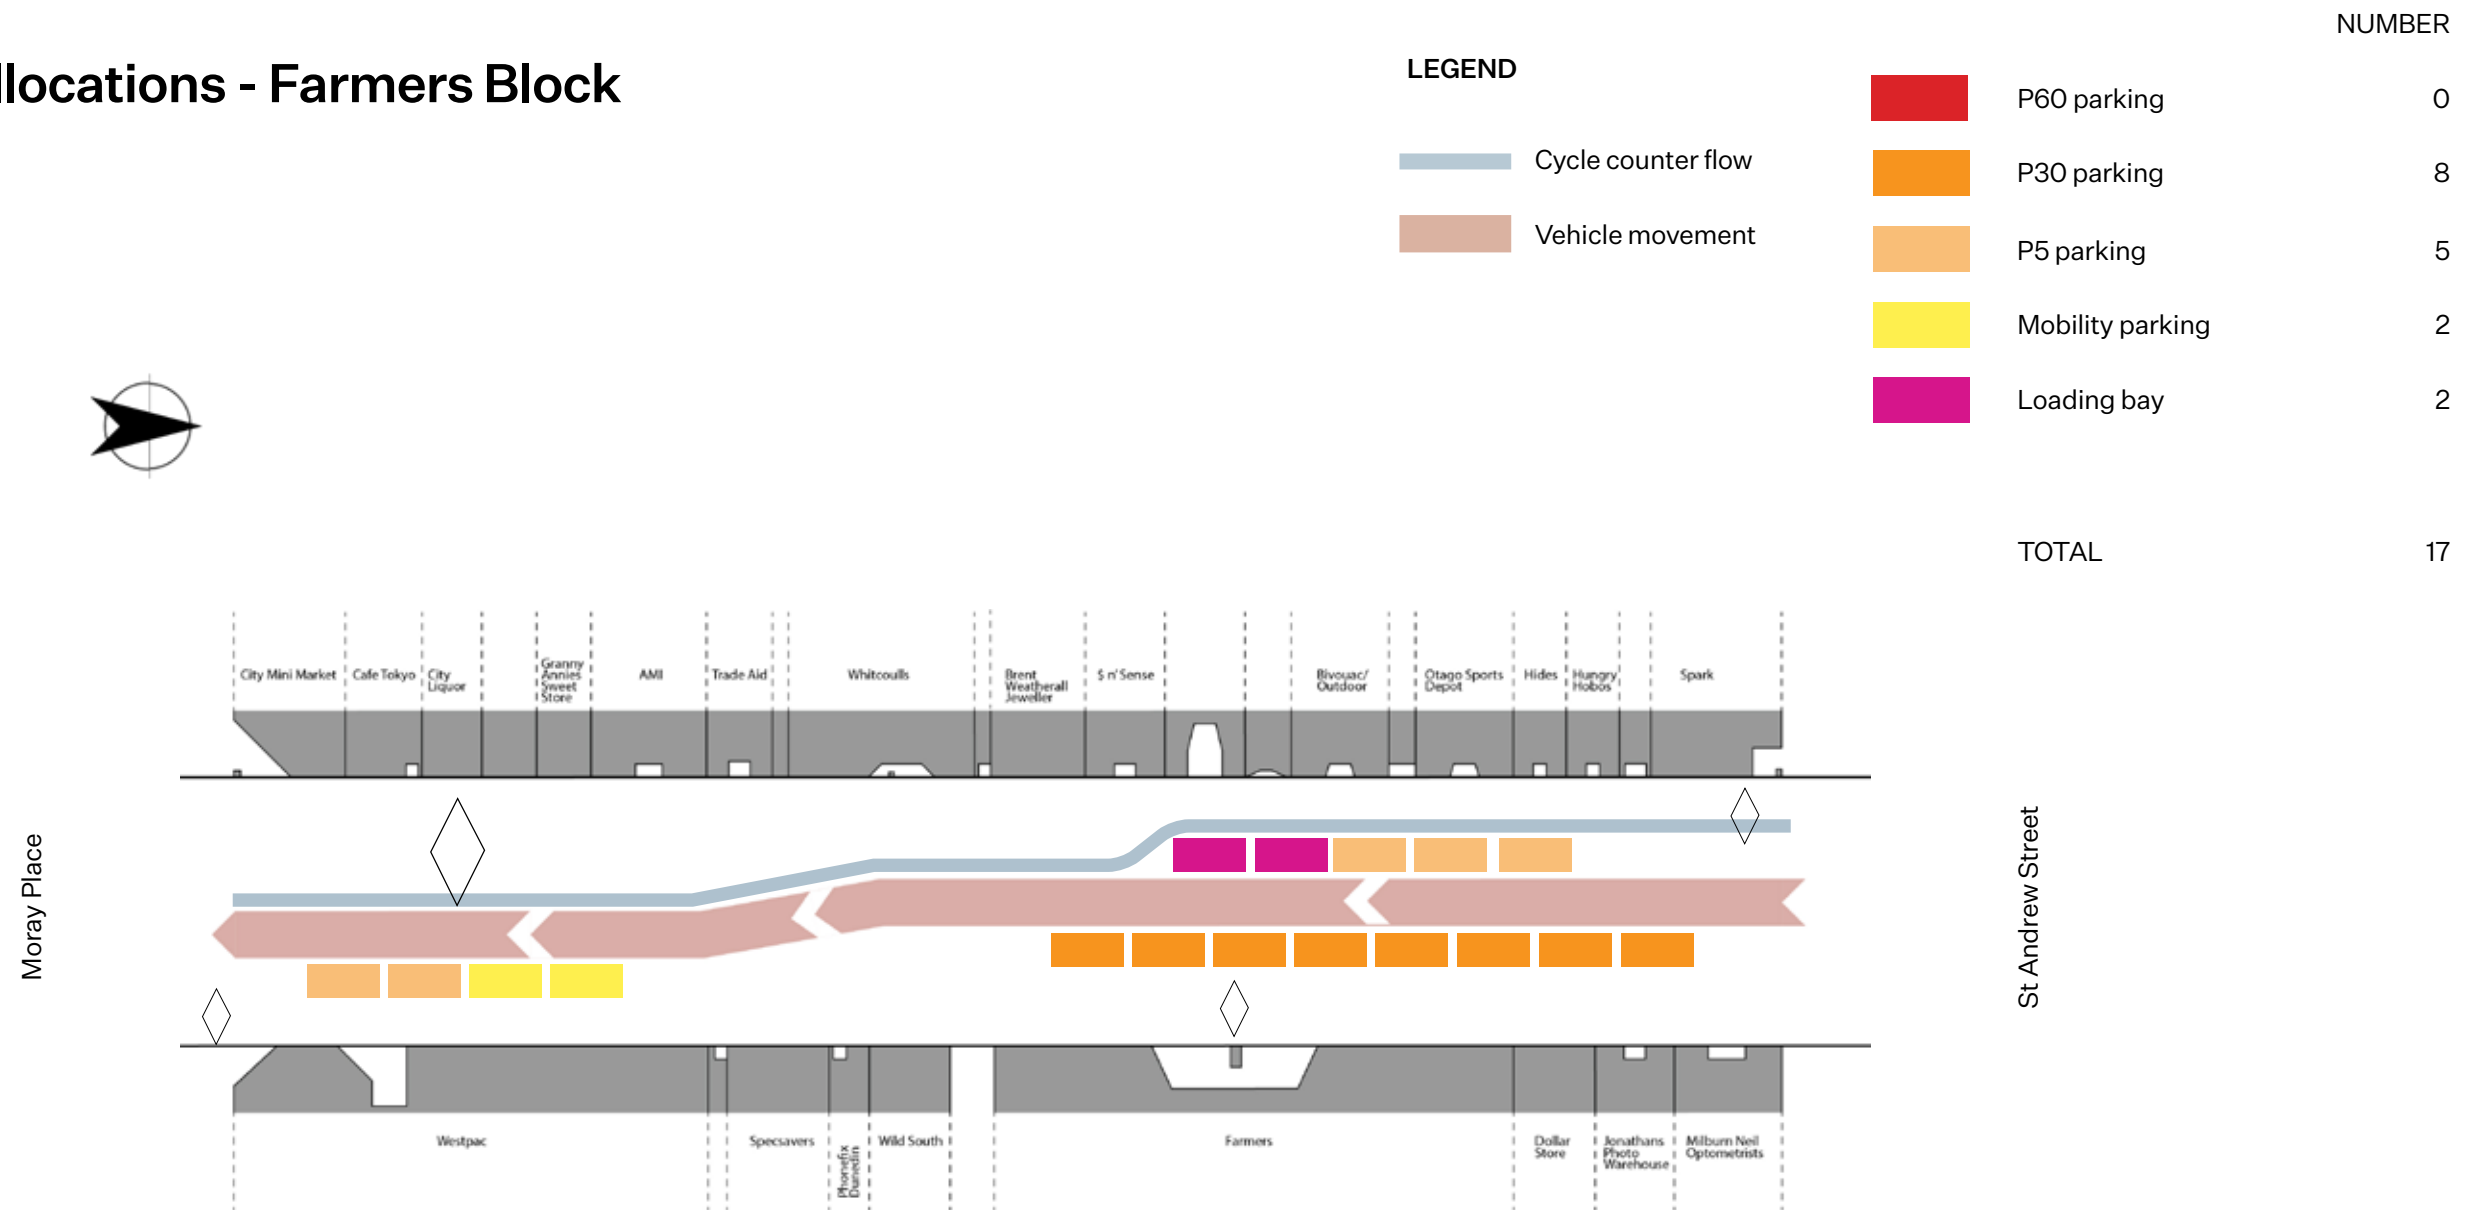 llocations - Farmers Block
LEGEND
Cycle counter flow
Vehicle movement
NUMBER
P60 parking 0
P30 parking 8
P5 parking 5
Mobility parking 2
Loading bay 2
TOTAL 17
City Mini Market
Cafe Tokyo
City
Liquor
Granny
Annies
Sweet
Store
AMI
Trade Aid
Whitcoulls
Brent
Weatherall
Jeweller
$ n' Sense
Bivouac/
Outdoor
Otago Sports
Depot
Hides
Hungry
Hobos
Spark
Moray Place
St Andrew Street
Westpac
Specsavers
Phonefix
Dunedin
Wild South
Farmers
Dollar
Store
Jonathans
Photo
Warehouse
Milburn Neil
Optometrists